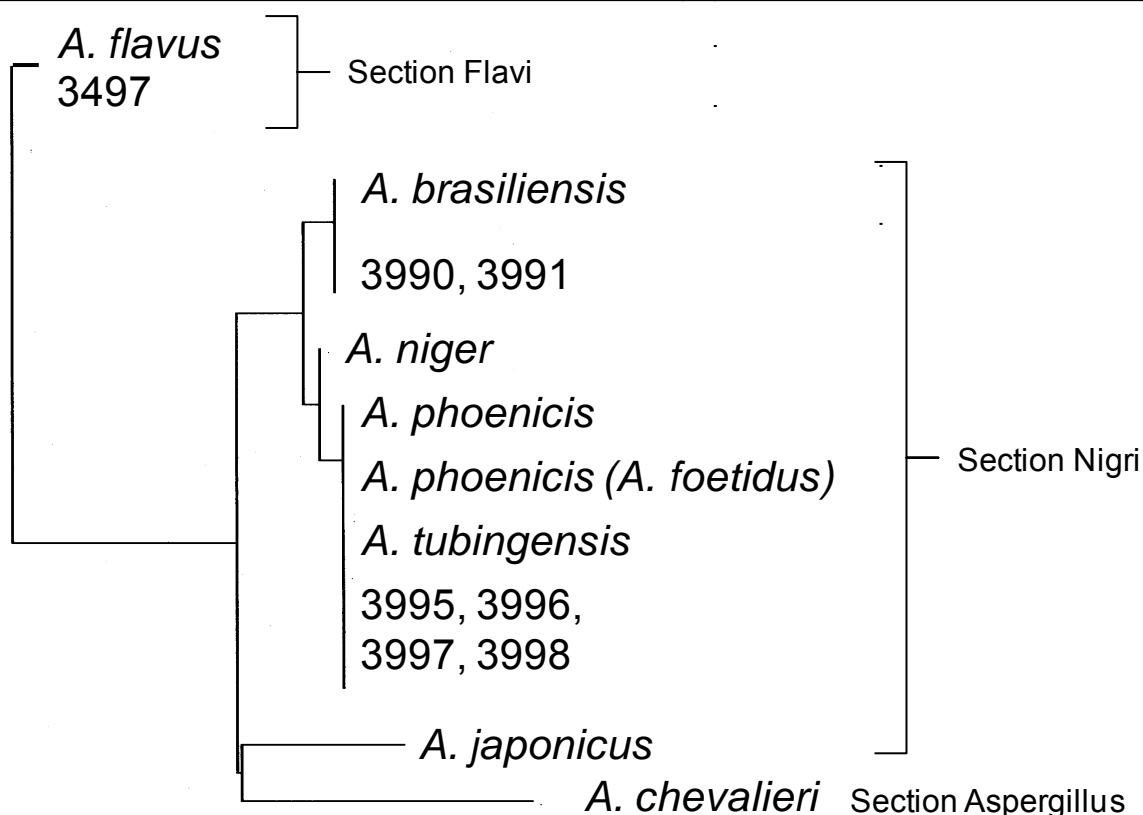 A. flavus
3497
Section Flavi
A. brasiliensis
3990, 3991
A. niger
A. phoenicis
A. phoenicis (A. foetidus)
A. tubingensis
3995, 3996,
3997, 3998
Section Nigri
A. japonicus
A. chevalieri Section Aspergillus